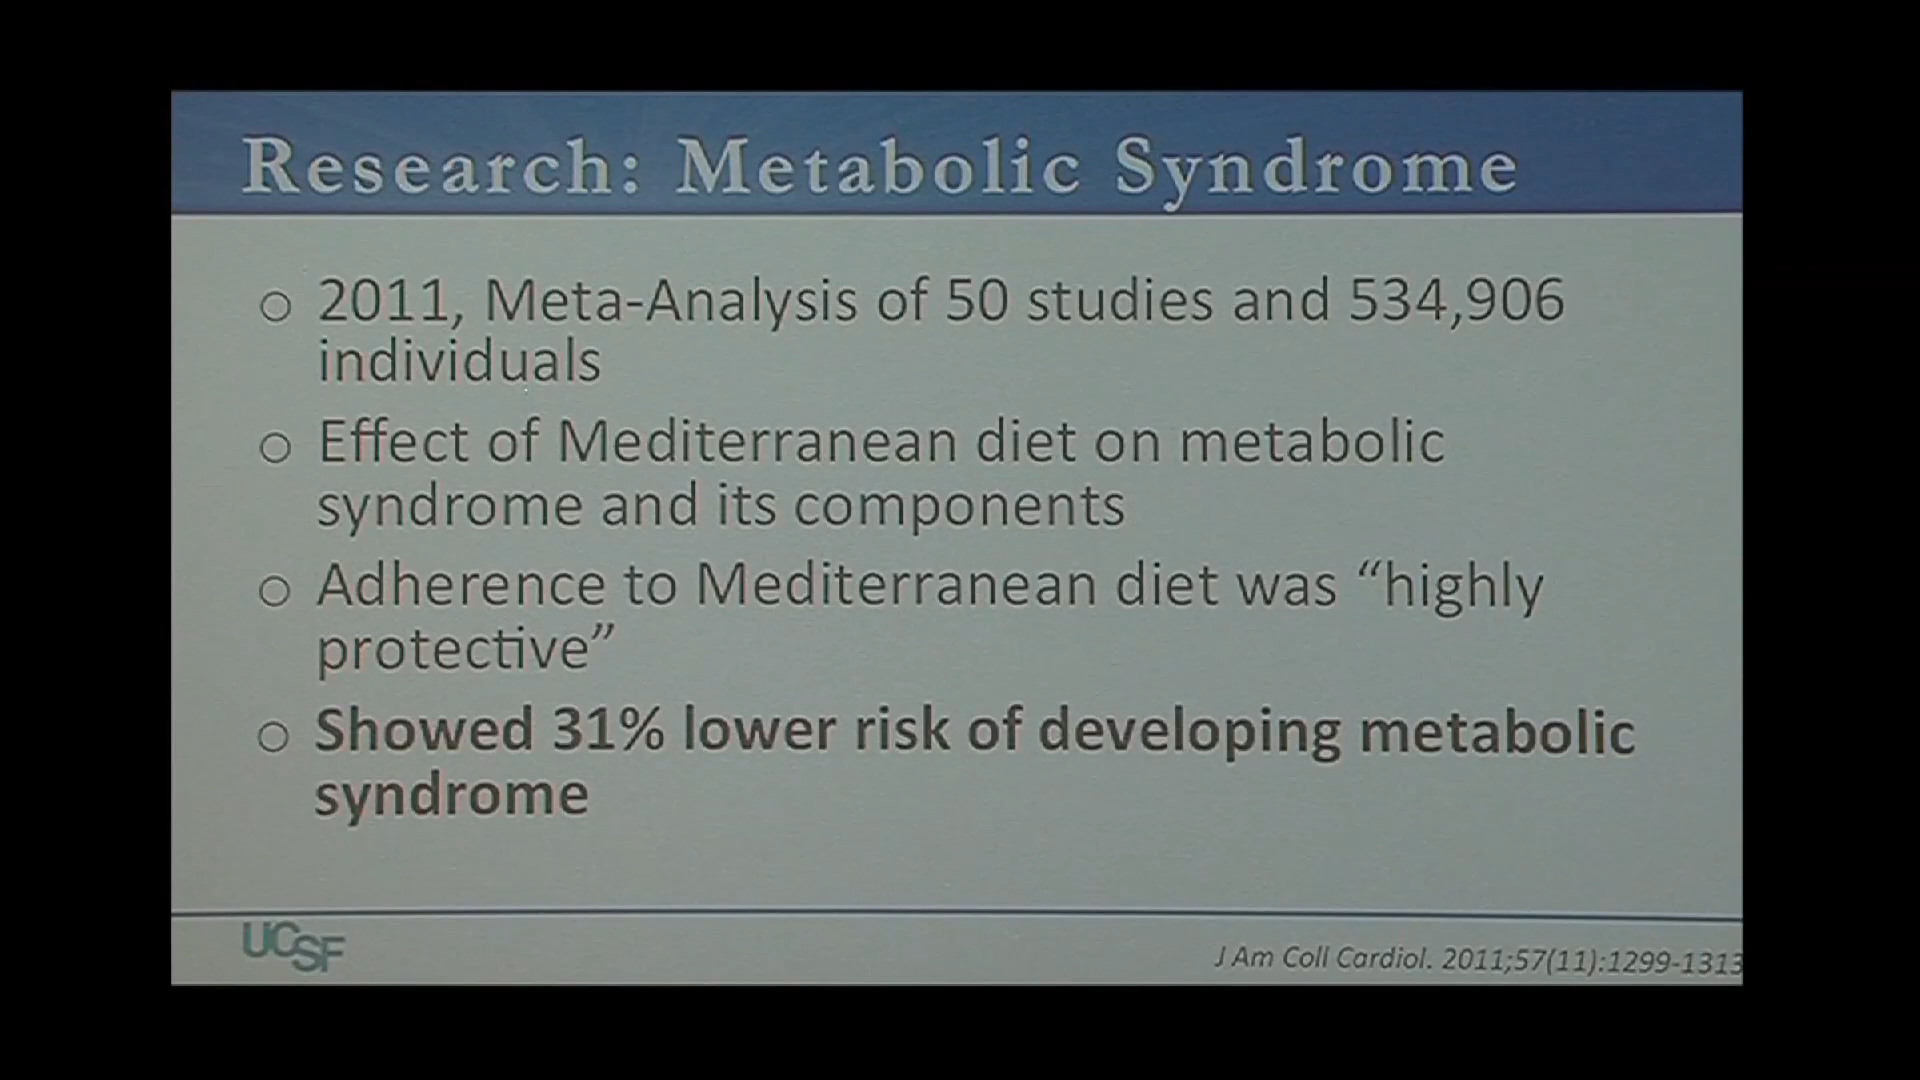 Research: Metabolic Syndrome
○ 2011, Meta-Analysis of 50 studies and 534,906
individuals
○ Effect of Mediterranean diet on metabolic
syndrome and its components
○ Adherence to Mediterranean diet was “highly
protective”
○ Showed 31% lower risk of developing metabolic
syndrome
UCSF
J Am Coll Cardiol. 2011;57(11):1299-1313